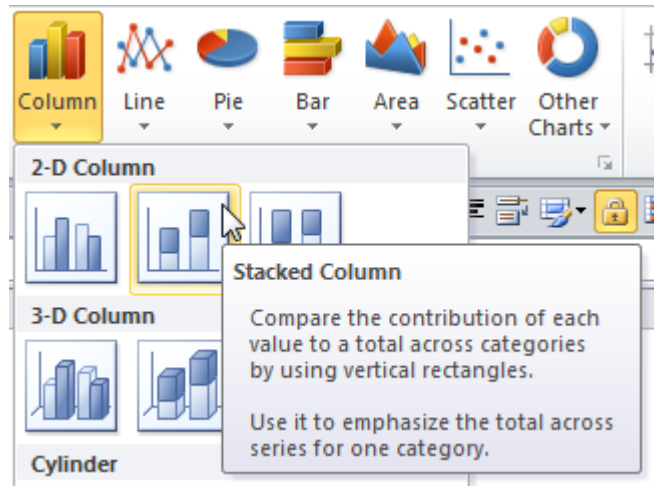 Column Line Pie Bar Area Scatter Other
Charts
2-D Column
Stacked Column
Compare the contribution of each
value to a total across categories
by using vertical rectangles.
Use it to emphasize the total across
series for one category.
3-D Column
Cylinder